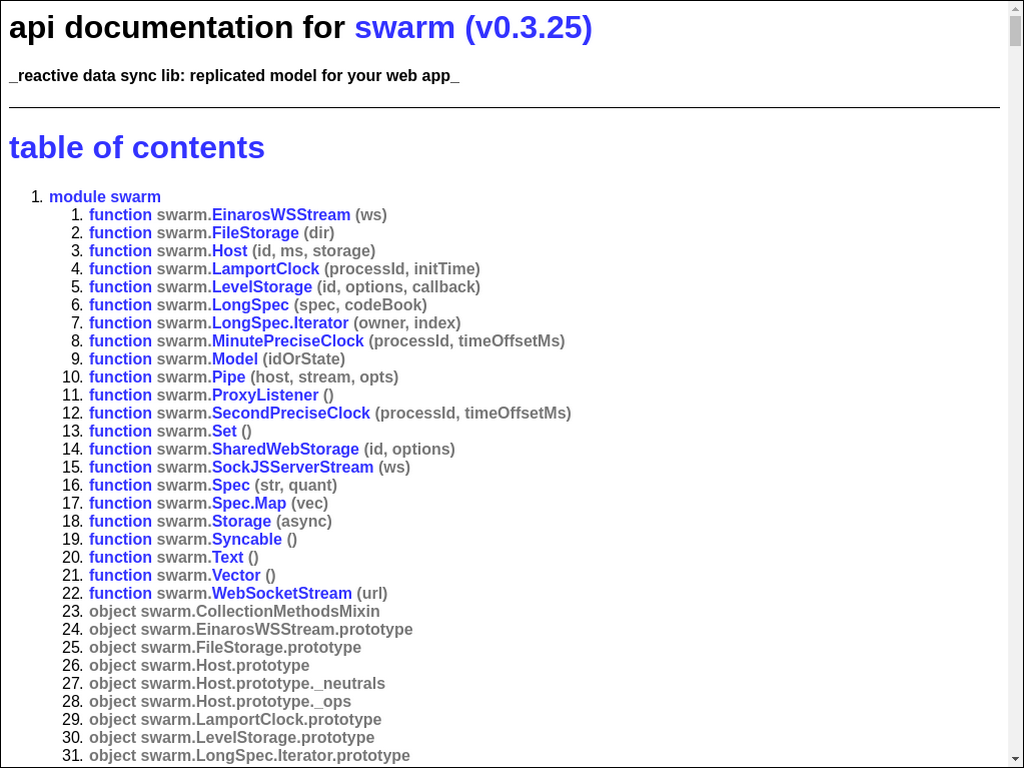 api documentation for swarm (v0.3.25)
_reactive data sync lib: replicated model for your web app_
table of contents
1. module swarm
1. function swarm.EinarosWSStream (ws)
2. function swarm.FileStorage (dir)
3. function swarm.Host (id, ms, storage)
4. function swarm.LamportClock (processId, initTime)
5. function swarm.LevelStorage (id, options, callback)
6. function swarm.LongSpec (spec, codeBook)
7. function swarm.LongSpec.Iterator (owner, index)
8. function swarm.MinutePreciseClock (processId, timeOffsetMs)
9. function swarm.Model (idOrState)
10. function swarm.Pipe (host, stream, opts)
11. function swarm.ProxyListener ()
12. function swarm.SecondPreciseClock (processId, timeOffsetMs)
13. function swarm.Set ()
14. function swarm.SharedWebStorage (id, options)
15. function swarm.SockJSServerStream (ws)
16. function swarm.Spec (str, quant)
17. function swarm.Spec.Map (vec)
18. function swarm.Storage (async)
19. function swarm.Syncable ()
20. function swarm.Text ()
21. function swarm.Vector ()
22. function swarm.WebSocketStream (url)
23. object swarm.CollectionMethodsMixin
24. object swarm.EinarosWSStream.prototype
25. object swarm.FileStorage.prototype
26. object swarm.Host.prototype
27. object swarm.Host.prototype._neutrals
28. object swarm.Host.prototype._ops
29. object swarm.LamportClock.prototype
30. object swarm.LevelStorage.prototype
31. object swarm.LongSpec.Iterator.prototype